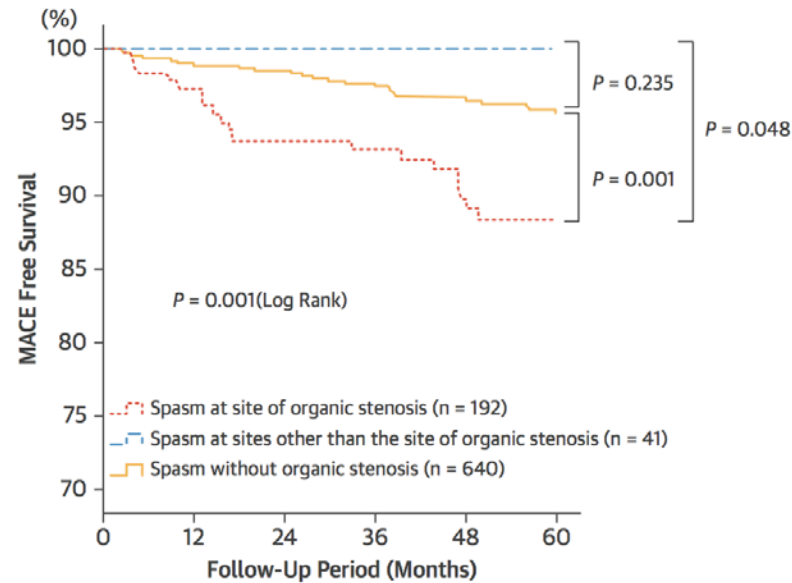 (%)
100
95
90
85
80
75
70
MACE Free Survival
P = 0.235
P = 0.048
P = 0.001
P = 0.001(Log Rank)
Spasm at site of organic stenosis (n = 192)
Spasm at sites other than the site of organic stenosis (n = 41)
Spasm without organic stenosis (n = 640)
0 12 24 36 48 60
Follow-Up Period (Months)